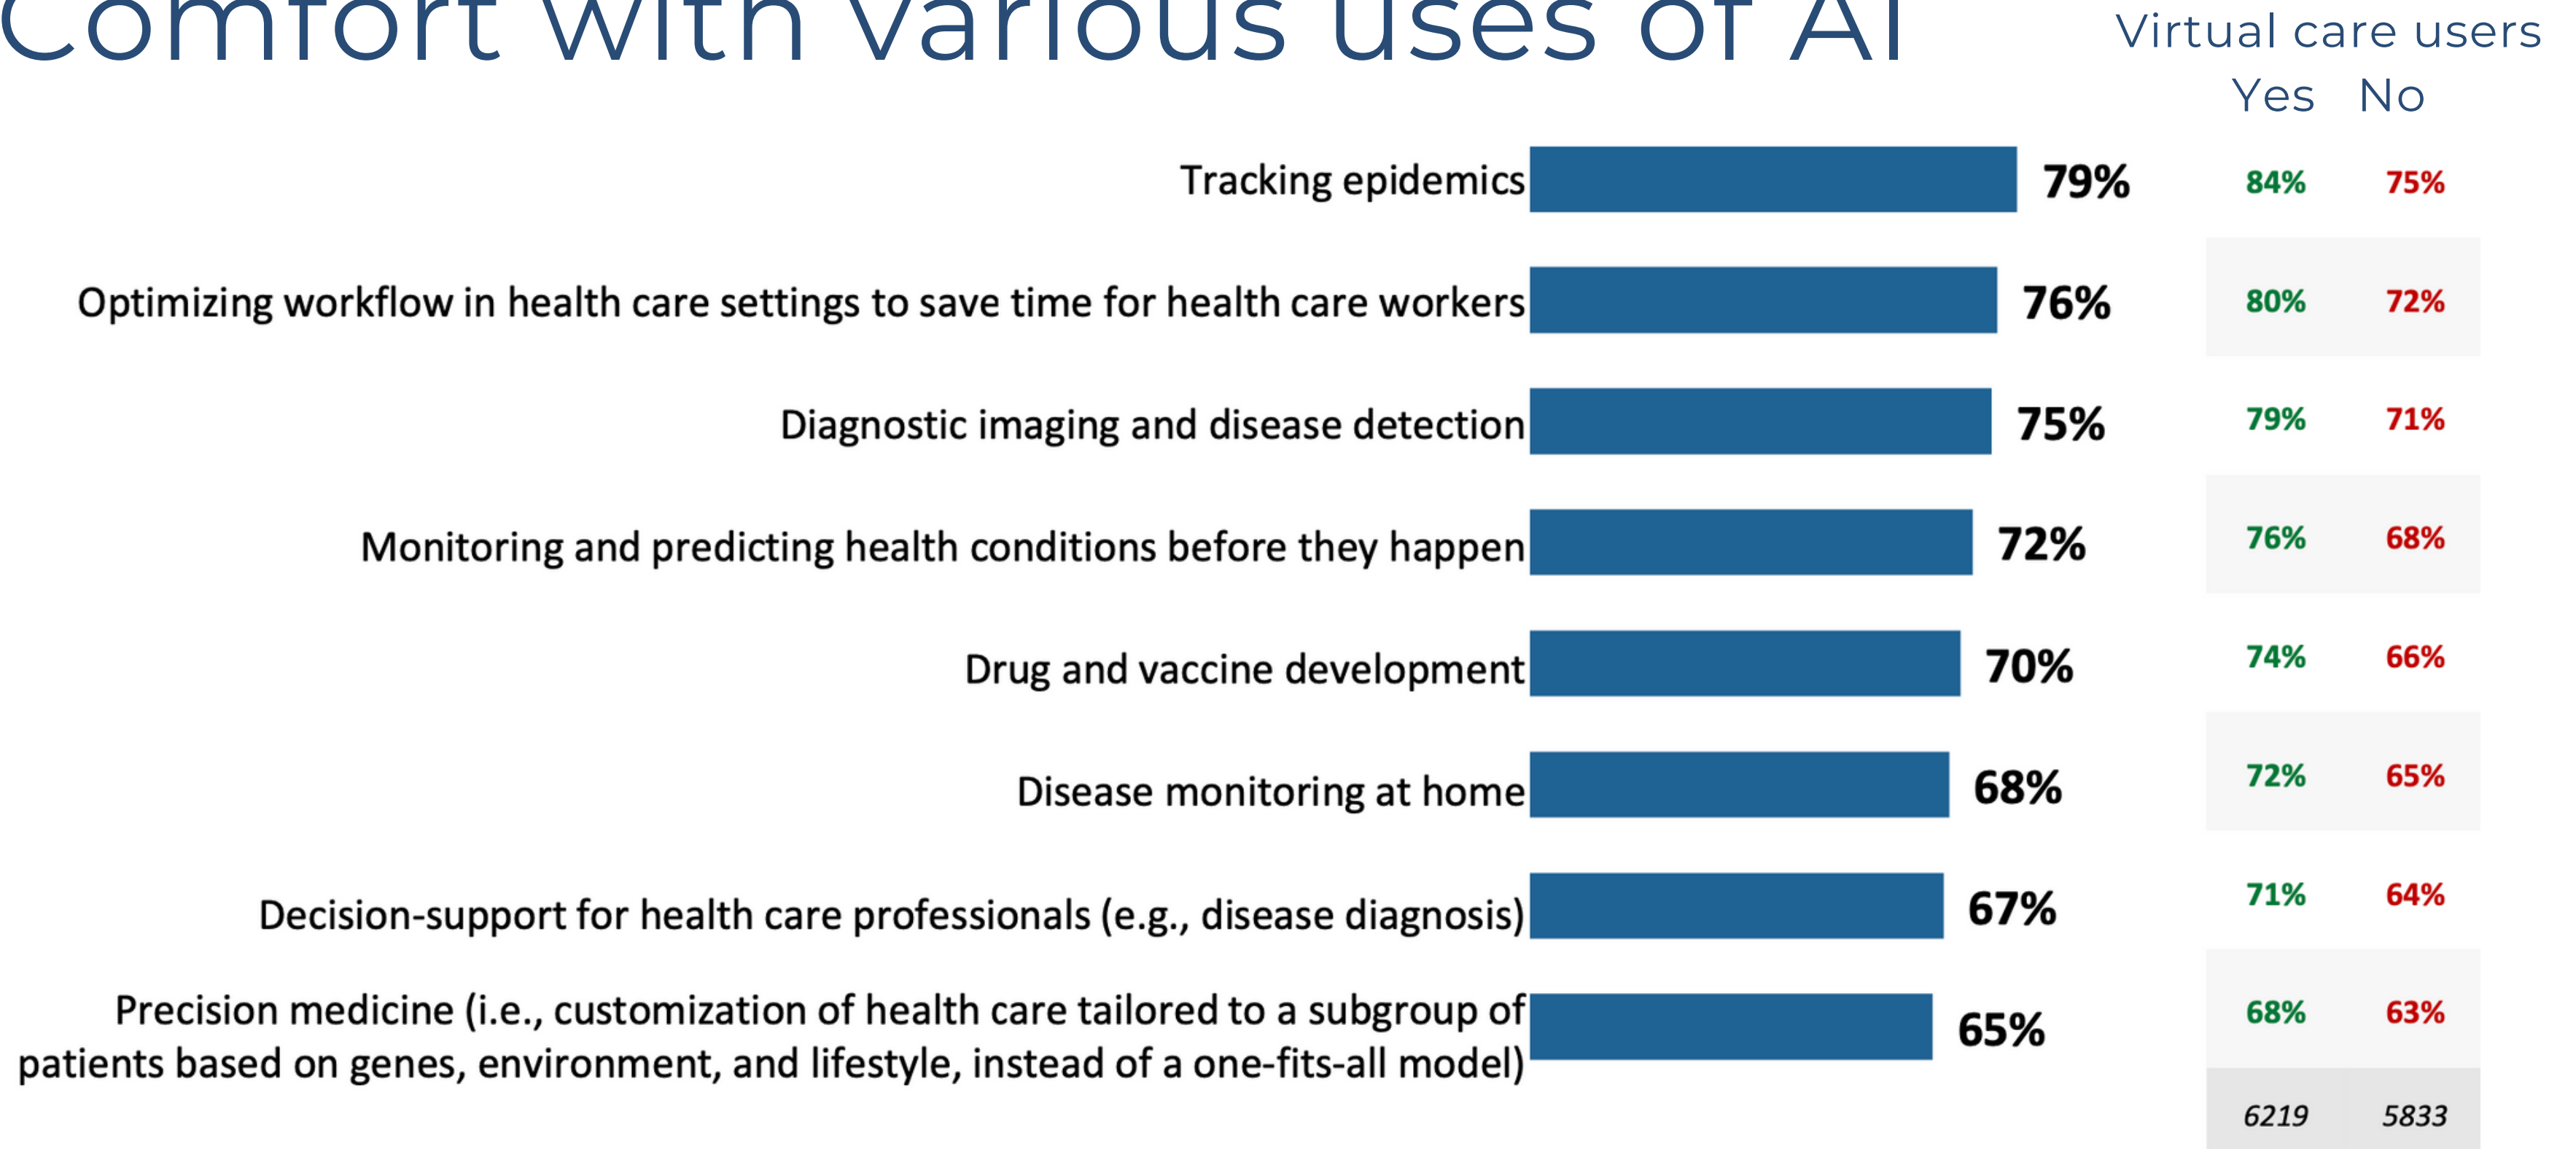 Comfort with various uses of AI
Virtual care users
Yes No
Tracking epidemics 79% 84% 75%
Optimizing workflow in health care settings to save time for health care workers 76% 80% 72%
Diagnostic imaging and disease detection 75% 79% 71%
Monitoring and predicting health conditions before they happen 72% 76% 68%
Drug and vaccine development 70% 74% 66%
Disease monitoring at home 68% 72% 65%
Decision-support for health care professionals (e.g., disease diagnosis) 67% 71% 64%
Precision medicine (i.e., customization of health care tailored to a subgroup of
patients based on genes, environment, and lifestyle, instead of a one-fits-all model) 65% 68% 63%
6219 5833